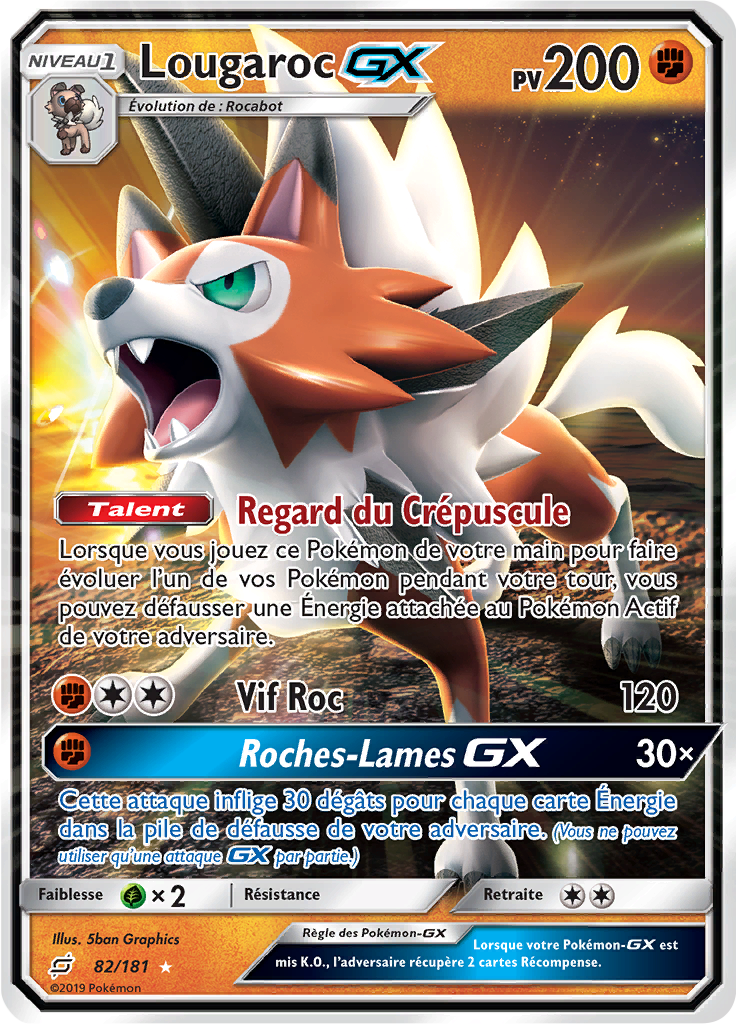 NIVEAU1
Lougaroc GX
PV200
Évolution de : Rocabot
Talent Regard du Crépuscule
Lorsque vous jouez ce Pokémon de votre main pour faire
évoluer l'un de vos Pokémon pendant votre tour, vous
pouvez défausser une Énergie attachée au Pokémon Actif
de votre adversaire.
Vif Roc 120
Roches-Lames GX 30×
Cette attaque inflige 30 dégâts pour chaque carte Énergie
dans la pile de défausse de votre adversaire. (Vous ne pouvez
utiliser qu'une attaque GX par partie.)
Faiblesse ×2 Résistance Retraite
Illus. 5ban Graphics
82/181
©2019 Pokémon
Règle des Pokémon-GX
Lorsque votre Pokémon-GX est
mis K.O., l'adversaire récupère 2 cartes Récompense.